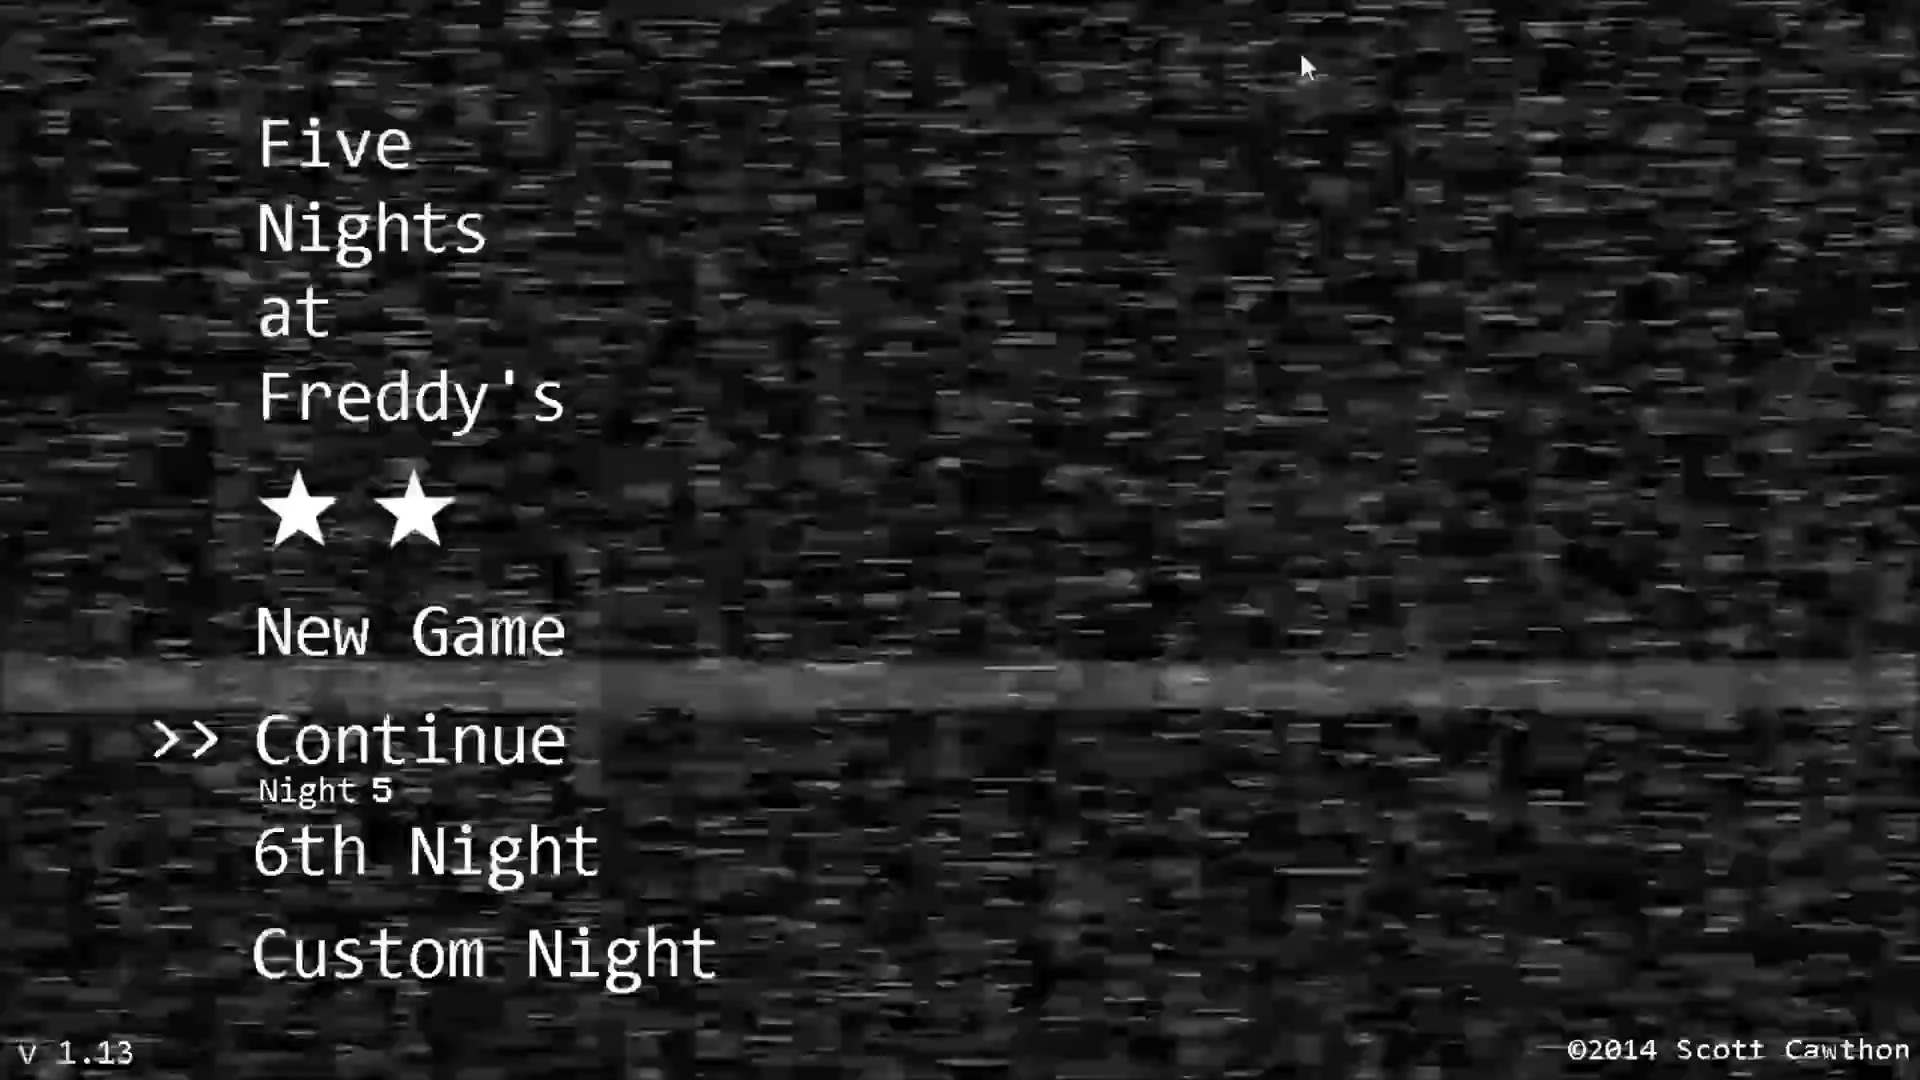 Five
Nights
at
Freddy's
New Game
>> Continue
Night 5
6th Night
Custom Night
v 1.13
©2014 Scott Cawthon